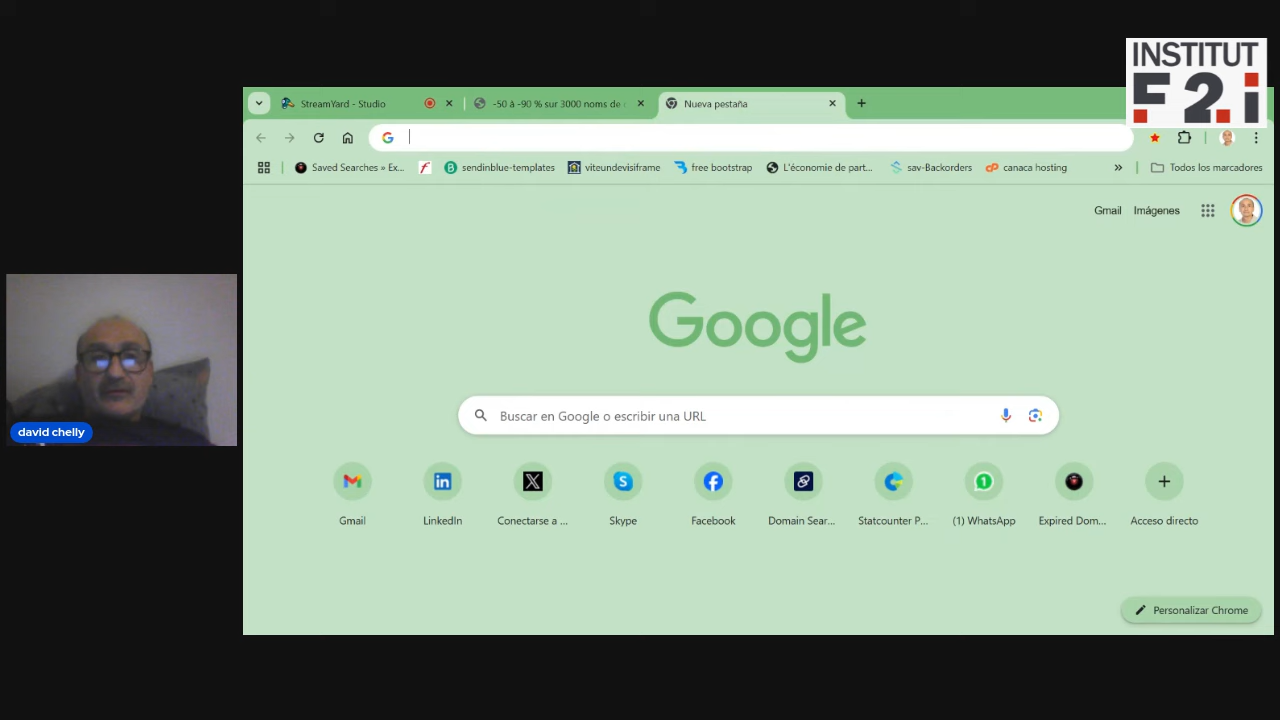 INSTITUT
F2i
StreamYard - Studio
-50 à -90 % sur 3000 noms de
Nueva pestaña
Saved Searches » Ex...
sendinblue-templates
viteundevisiframe
free bootstrap
L'économie de part...
sav-Backorders
canaca hosting
»
Todos los marcadores
Gmail
Imágenes
Google
Buscar en Google o escribir una URL
david chelly
Gmail
LinkedIn
Conectarse a ...
Skype
Facebook
Domain Sear...
Statcounter P...
(1) WhatsApp
Expired Dom...
Acceso directo
Personalizar Chrome